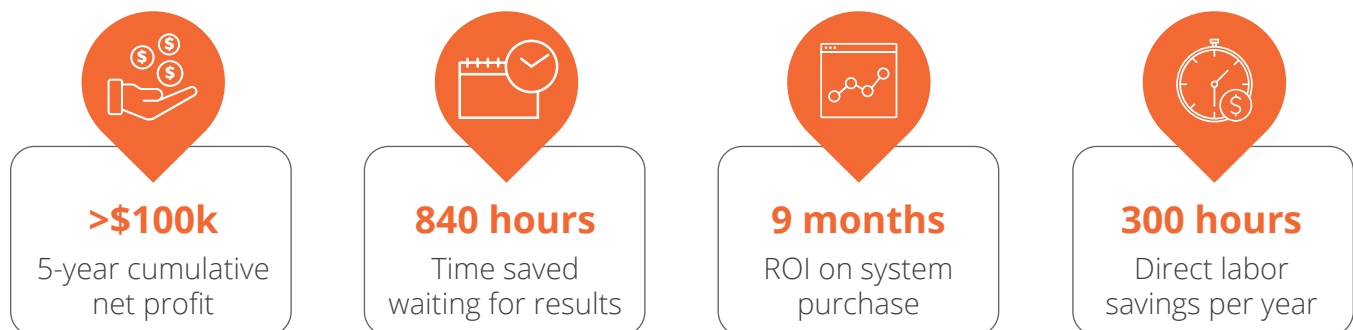 >$100k
5-year cumulative
net profit
840 hours
Time saved
waiting for results
9 months
ROI on system
purchase
300 hours
Direct labor
savings per year